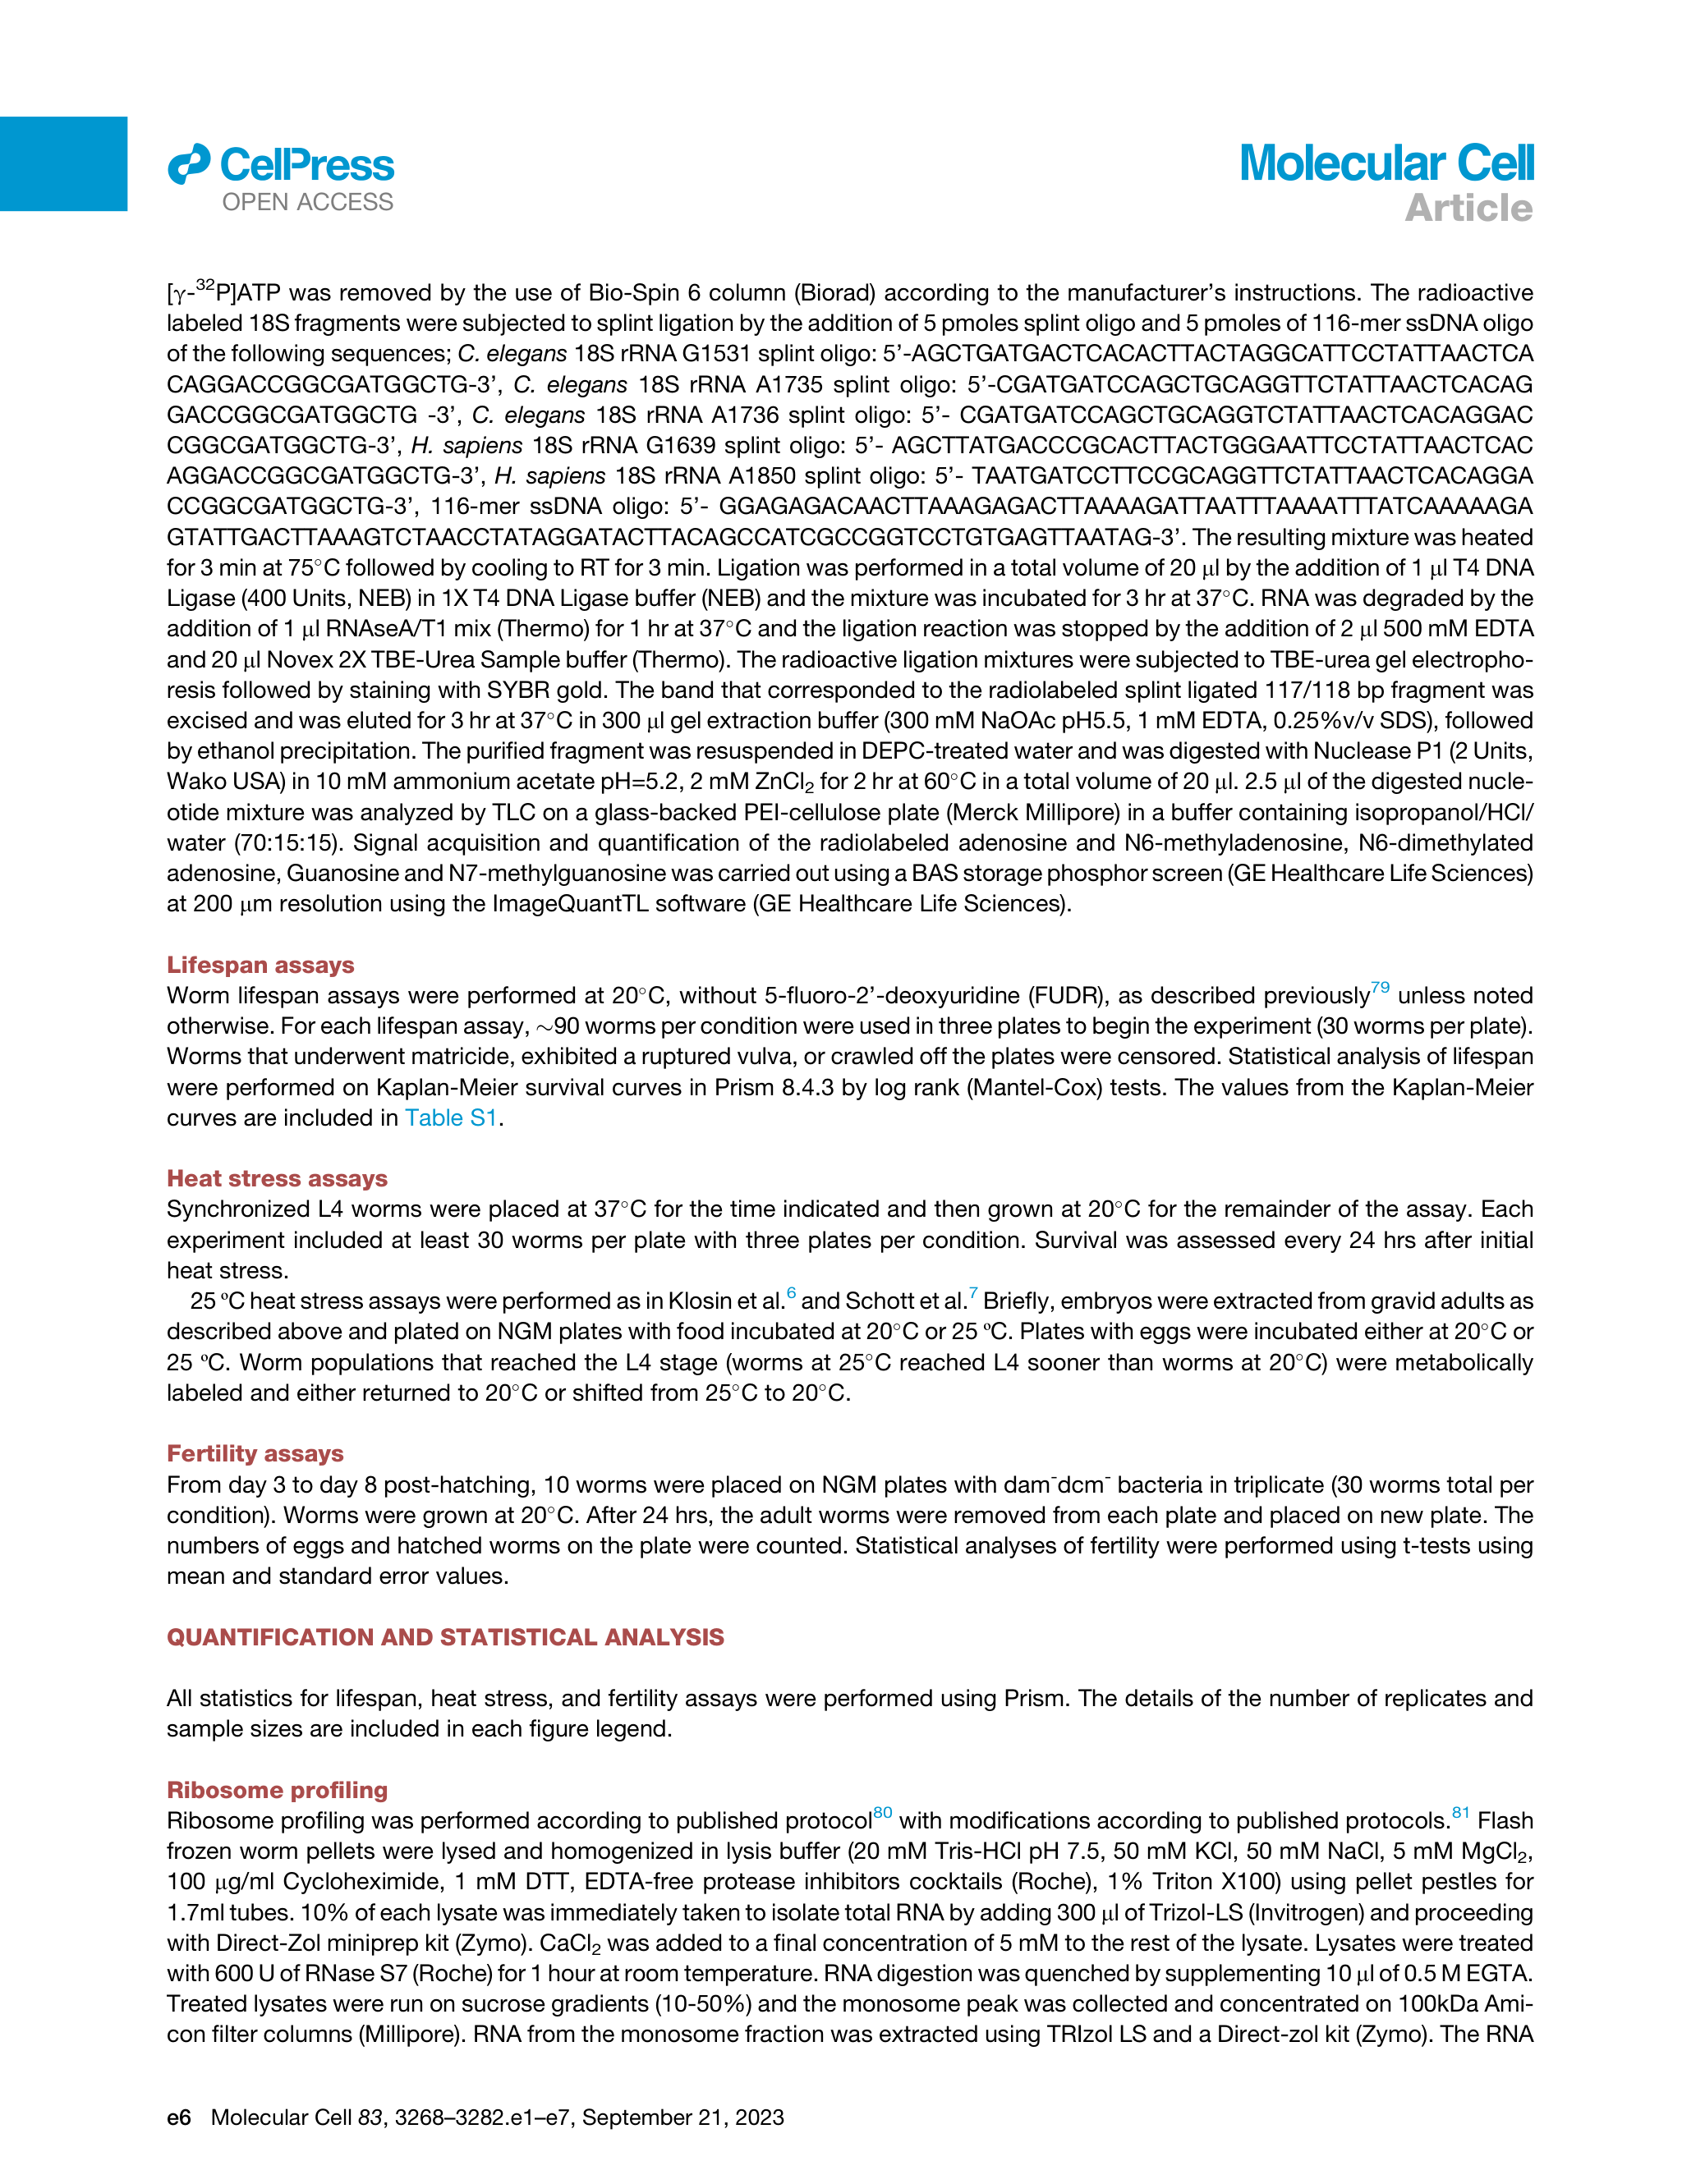 CellPress
OPEN ACCESS
Molecular Cell
Article
[γ-³²P]ATP was removed by the use of Bio-Spin 6 column (Biorad) according to the manufacturer’s instructions. The radioactive
labeled 18S fragments were subjected to splint ligation by the addition of 5 pmoles splint oligo and 5 pmoles of 116-mer ssDNA oligo
of the following sequences; C. elegans 18S rRNA G1531 splint oligo: 5’-AGCTGATGACTCACACTTACTAGGCATTCCTATTAACTCA
CAGGACCGGCGATGGCTG-3’, C. elegans 18S rRNA A1735 splint oligo: 5’-CGATGATCCAGCTGCAGGTTCTATTAACTCACAG
GACCGGCGATGGCTG -3’, C. elegans 18S rRNA A1736 splint oligo: 5’- CGATGATCCAGCTGCAGGTCTATTAACTCACAGGAC
CGGCGATGGCTG-3’, H. sapiens 18S rRNA G1639 splint oligo: 5’- AGCTTATGACCCGCACTTACTGGGAATTCCTATTAACTCAC
AGGACCGGCGATGGCTG-3’, H. sapiens 18S rRNA A1850 splint oligo: 5’- TAATGATCCTTCCGCAGGTTCTATTAACTCACAGGA
CCGGCGATGGCTG-3’, 116-mer ssDNA oligo: 5’- GGAGAGACAACTTAAAGAGACTTAAAAGATTAATTTAAAATTTATCAAAAAGA
GTATTGACTTAAAGTCTAACCTATAGGATACTTACAGCCATCGCCGGTCCTGTGAGTTAATAG-3’. The resulting mixture was heated
for 3 min at 75°C followed by cooling to RT for 3 min. Ligation was performed in a total volume of 20 μl by the addition of 1 μl T4 DNA
Ligase (400 Units, NEB) in 1X T4 DNA Ligase buffer (NEB) and the mixture was incubated for 3 hr at 37°C. RNA was degraded by the
addition of 1 μl RNAseA/T1 mix (Thermo) for 1 hr at 37°C and the ligation reaction was stopped by the addition of 2 μl 500 mM EDTA
and 20 μl Novex 2X TBE-Urea Sample buffer (Thermo). The radioactive ligation mixtures were subjected to TBE-urea gel electropho-
resis followed by staining with SYBR gold. The band that corresponded to the radiolabeled splint ligated 117/118 bp fragment was
excised and was eluted for 3 hr at 37°C in 300 μl gel extraction buffer (300 mM NaOAc pH5.5, 1 mM EDTA, 0.25%v/v SDS), followed
by ethanol precipitation. The purified fragment was resuspended in DEPC-treated water and was digested with Nuclease P1 (2 Units,
Wako USA) in 10 mM ammonium acetate pH=5.2, 2 mM ZnCl₂ for 2 hr at 60°C in a total volume of 20 μl. 2.5 μl of the digested nucle-
otide mixture was analyzed by TLC on a glass-backed PEI-cellulose plate (Merck Millipore) in a buffer containing isopropanol/HCl/
water (70:15:15). Signal acquisition and quantification of the radiolabeled adenosine and N6-methyladenosine, N6-dimethylated
adenosine, Guanosine and N7-methylguanosine was carried out using a BAS storage phosphor screen (GE Healthcare Life Sciences)
at 200 μm resolution using the ImageQuantTL software (GE Healthcare Life Sciences).
Lifespan assays
Worm lifespan assays were performed at 20°C, without 5-fluoro-2’-deoxyuridine (FUDR), as described previously⁷⁹ unless noted
otherwise. For each lifespan assay, ~90 worms per condition were used in three plates to begin the experiment (30 worms per plate).
Worms that underwent matricide, exhibited a ruptured vulva, or crawled off the plates were censored. Statistical analysis of lifespan
were performed on Kaplan-Meier survival curves in Prism 8.4.3 by log rank (Mantel-Cox) tests. The values from the Kaplan-Meier
curves are included in Table S1.
Heat stress assays
Synchronized L4 worms were placed at 37°C for the time indicated and then grown at 20°C for the remainder of the assay. Each
experiment included at least 30 worms per plate with three plates per condition. Survival was assessed every 24 hrs after initial
heat stress.
25 ºC heat stress assays were performed as in Klosin et al.⁶ and Schott et al.⁷ Briefly, embryos were extracted from gravid adults as
described above and plated on NGM plates with food incubated at 20°C or 25 ºC. Plates with eggs were incubated either at 20°C or
25 ºC. Worm populations that reached the L4 stage (worms at 25°C reached L4 sooner than worms at 20°C) were metabolically
labeled and either returned to 20°C or shifted from 25°C to 20°C.
Fertility assays
From day 3 to day 8 post-hatching, 10 worms were placed on NGM plates with dam⁻dcm⁻ bacteria in triplicate (30 worms total per
condition). Worms were grown at 20°C. After 24 hrs, the adult worms were removed from each plate and placed on new plate. The
numbers of eggs and hatched worms on the plate were counted. Statistical analyses of fertility were performed using t-tests using
mean and standard error values.
QUANTIFICATION AND STATISTICAL ANALYSIS
All statistics for lifespan, heat stress, and fertility assays were performed using Prism. The details of the number of replicates and
sample sizes are included in each figure legend.
Ribosome profiling
Ribosome profiling was performed according to published protocol⁸⁰ with modifications according to published protocols.⁸¹ Flash
frozen worm pellets were lysed and homogenized in lysis buffer (20 mM Tris-HCl pH 7.5, 50 mM KCl, 50 mM NaCl, 5 mM MgCl₂,
100 μg/ml Cycloheximide, 1 mM DTT, EDTA-free protease inhibitors cocktails (Roche), 1% Triton X100) using pellet pestles for
1.7ml tubes. 10% of each lysate was immediately taken to isolate total RNA by adding 300 μl of Trizol-LS (Invitrogen) and proceeding
with Direct-Zol miniprep kit (Zymo). CaCl₂ was added to a final concentration of 5 mM to the rest of the lysate. Lysates were treated
with 600 U of RNase S7 (Roche) for 1 hour at room temperature. RNA digestion was quenched by supplementing 10 μl of 0.5 M EGTA.
Treated lysates were run on sucrose gradients (10-50%) and the monosome peak was collected and concentrated on 100kDa Ami-
con filter columns (Millipore). RNA from the monosome fraction was extracted using TRIzol LS and a Direct-zol kit (Zymo). The RNA
e6 Molecular Cell 83, 3268–3282.e1–e7, September 21, 2023